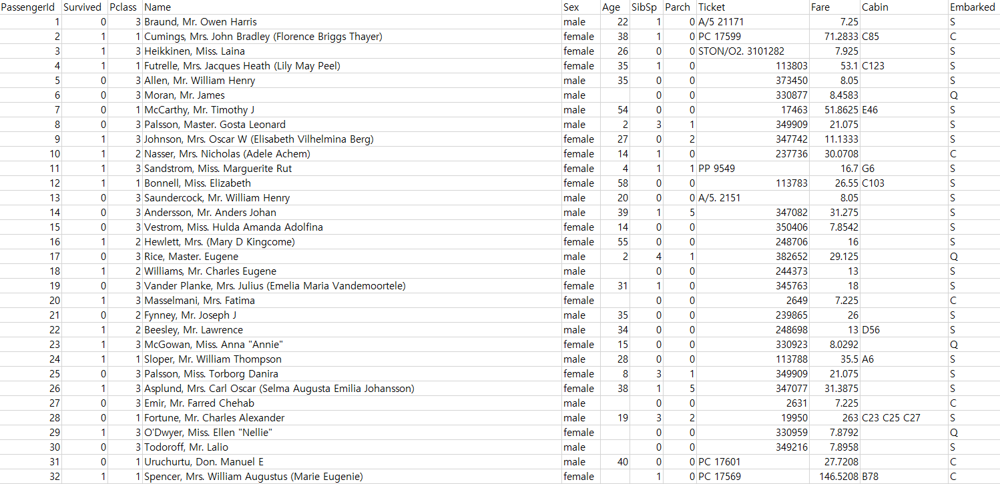 PassengerId Survived Pclass Name Sex Age SibSp Parch Ticket Fare Cabin Embarked
1 0 3 Braund, Mr. Owen Harris male 22 1 0 A/5 21171 7.25 S
2 1 1 Cumings, Mrs. John Bradley (Florence Briggs Thayer) female 38 1 0 PC 17599 71.2833 C85 C
3 1 3 Heikkinen, Miss. Laina female 26 0 0 STON/O2. 3101282 7.925 S
4 1 1 Futrelle, Mrs. Jacques Heath (Lily May Peel) female 35 1 0 113803 53.1 C123 S
5 0 3 Allen, Mr. William Henry male 35 0 0 373450 8.05 S
6 0 3 Moran, Mr. James male 0 0 330877 8.4583 Q
7 0 1 McCarthy, Mr. Timothy J male 54 0 0 17463 51.8625 E46 S
8 0 3 Palsson, Master. Gosta Leonard male 2 3 1 349909 21.075 S
9 1 3 Johnson, Mrs. Oscar W (Elisabeth Vilhelmina Berg) female 27 0 2 347742 11.1333 S
10 1 2 Nasser, Mrs. Nicholas (Adele Achem) female 14 1 0 237736 30.0708 C
11 1 3 Sandstrom, Miss. Marguerite Rut female 4 1 1 PP 9549 16.7 G6 S
12 1 1 Bonnell, Miss. Elizabeth female 58 0 0 113783 26.55 C103 S
13 0 3 Saundercock, Mr. William Henry male 20 0 0 A/5. 2151 8.05 S
14 0 3 Andersson, Mr. Anders Johan male 39 1 5 347082 31.275 S
15 0 3 Vestrom, Miss. Hulda Amanda Adolfina female 14 0 0 350406 7.8542 S
16 1 2 Hewlett, Mrs. (Mary D Kingcome) female 55 0 0 248706 16 S
17 0 3 Rice, Master. Eugene male 2 4 1 382652 29.125 Q
18 1 2 Williams, Mr. Charles Eugene male 0 0 244373 13 S
19 0 3 Vander Planke, Mrs. Julius (Emelia Maria Vandemoortele) female 31 1 0 345763 18 S
20 1 3 Masselmani, Mrs. Fatima female 0 0 2649 7.225 C
21 0 2 Fynney, Mr. Joseph J male 35 0 0 239865 26 S
22 1 2 Beesley, Mr. Lawrence male 34 0 0 248698 13 D56 S
23 1 3 McGowan, Miss. Anna "Annie" female 15 0 0 330923 8.0292 Q
24 1 1 Sloper, Mr. William Thompson male 28 0 0 113788 35.5 A6 S
25 0 3 Palsson, Miss. Torborg Danira female 8 3 1 349909 21.075 S
26 1 3 Asplund, Mrs. Carl Oscar (Selma Augusta Emilia Johansson) female 38 1 5 347077 31.3875 S
27 0 3 Emir, Mr. Farred Chehab male 0 0 2631 7.225 C
28 0 1 Fortune, Mr. Charles Alexander male 19 3 2 19950 263 C23 C25 C27 S
29 1 3 O'Dwyer, Miss. Ellen "Nellie" female 0 0 330959 7.8792 Q
30 0 3 Todoroff, Mr. Lalio male 0 0 349216 7.8958 S
31 0 1 Uruchurtu, Don. Manuel E male 40 0 0 PC 17601 27.7208 C
32 1 1 Spencer, Mrs. William Augustus (Marie Eugenie) female 1 0 PC 17569 146.5208 B78 C